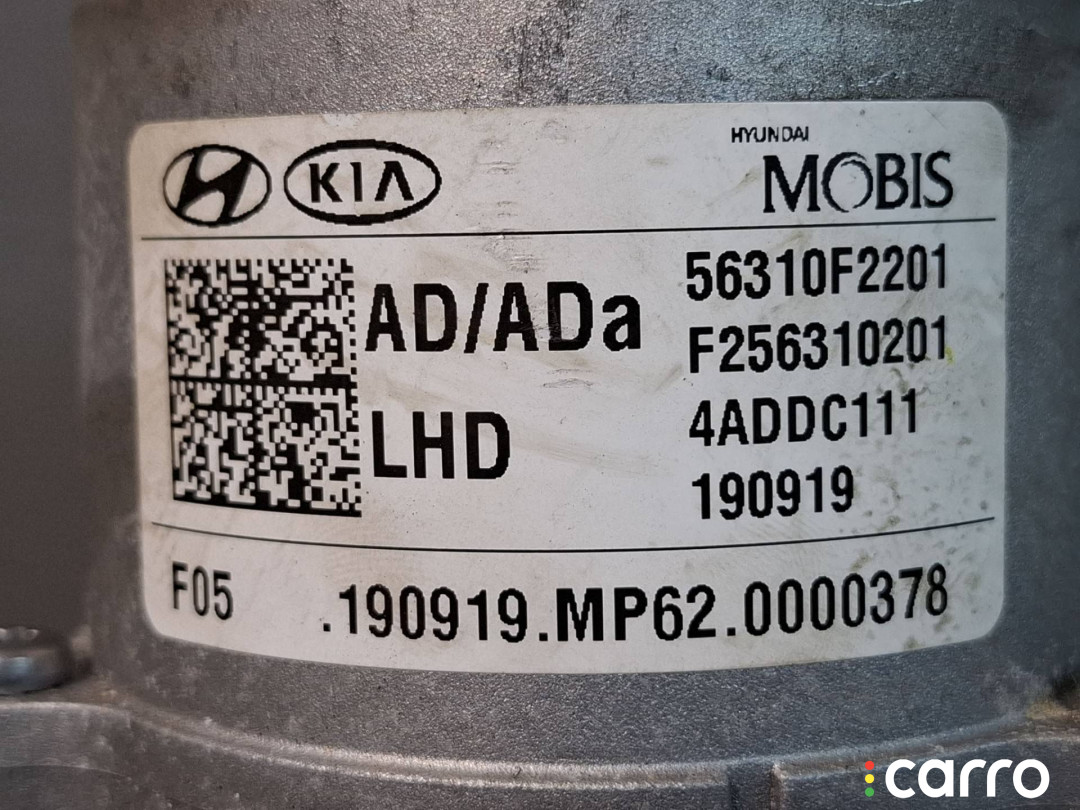 KIA
HYUNDAI
MOBIS
AD/ADa
LHD
56310F2201
F256310201
4ADDC111
190919
F05 .190919.MP62.0000378
carro